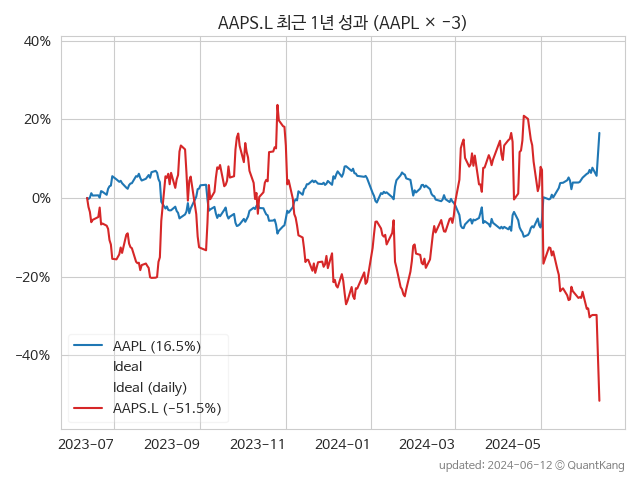 AAPS.L 최근 1년 성과 (AAPL × −3)
40%
20%
0%
−20%
−40%
AAPL (16.5%)
Ideal
Ideal (daily)
AAPS.L (−51.5%)
2023-07 2023-09 2023-11 2024-01 2024-03 2024-05
updated: 2024-06-12 © QuantKang